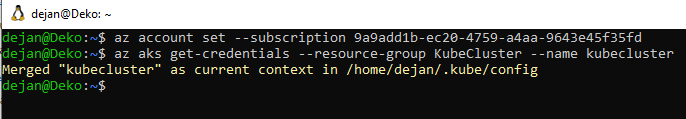 dejan@Deko: ~
dejan@Deko:~$ az account set --subscription 9a9add1b-ec20-4759-a4aa-9643e45f35fd
dejan@Deko:~$ az aks get-credentials --resource-group KubeCluster --name kubecluster
Merged "kubecluster" as current context in /home/dejan/.kube/config
dejan@Deko:~$